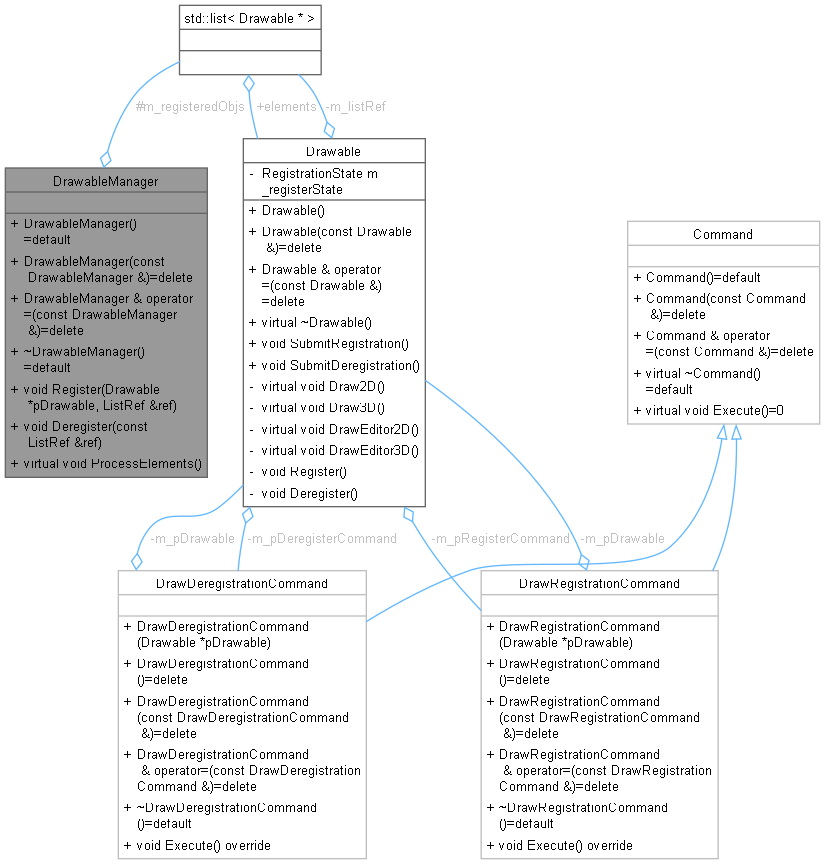 std::list< Drawable * >
#m_registeredObjs
+elements
-m_listRef
DrawableManager
+ DrawableManager()
=default
+ DrawableManager(const
DrawableManager &)=delete
+ DrawableManager & operator
=(const DrawableManager
&)=delete
+ ~DrawableManager()
=default
+ void Register(Drawable
*pDrawable, ListRef &ref)
+ void Deregister(const
ListRef &ref)
+ virtual void ProcessElements()
Drawable
- RegistrationState m
_registerState
+ Drawable()
+ Drawable(const Drawable
&)=delete
+ Drawable & operator
=(const Drawable &)
=delete
+ virtual ~Drawable()
+ void SubmitRegistration()
+ void SubmitDeregistration()
- virtual void Draw2D()
- virtual void Draw3D()
- virtual void DrawEditor2D()
- virtual void DrawEditor3D()
- void Register()
- void Deregister()
Command
+ Command()=default
+ Command(const Command
&)=delete
+ Command & operator
=(const Command &)=delete
+ virtual ~Command()
=default
+ virtual void Execute()=0
-m_pDrawable
-m_pDeregisterCommand
-m_pRegisterCommand
-m_pDrawable
DrawDeregistrationCommand
+ DrawDeregistrationCommand
(Drawable *pDrawable)
+ DrawDeregistrationCommand
()=delete
+ DrawDeregistrationCommand
(const DrawDeregistrationCommand
&)=delete
+ DrawDeregistrationCommand
& operator=(const DrawDeregistration
Command &)=delete
+ ~DrawDeregistrationCommand
()=default
+ void Execute() override
DrawRegistrationCommand
+ DrawRegistrationCommand
(Drawable *pDrawable)
+ DrawRegistrationCommand
()=delete
+ DrawRegistrationCommand
(const DrawRegistrationCommand
&)=delete
+ DrawRegistrationCommand
& operator=(const DrawRegistration
Command &)=delete
+ ~DrawRegistrationCommand
()=default
+ void Execute() override